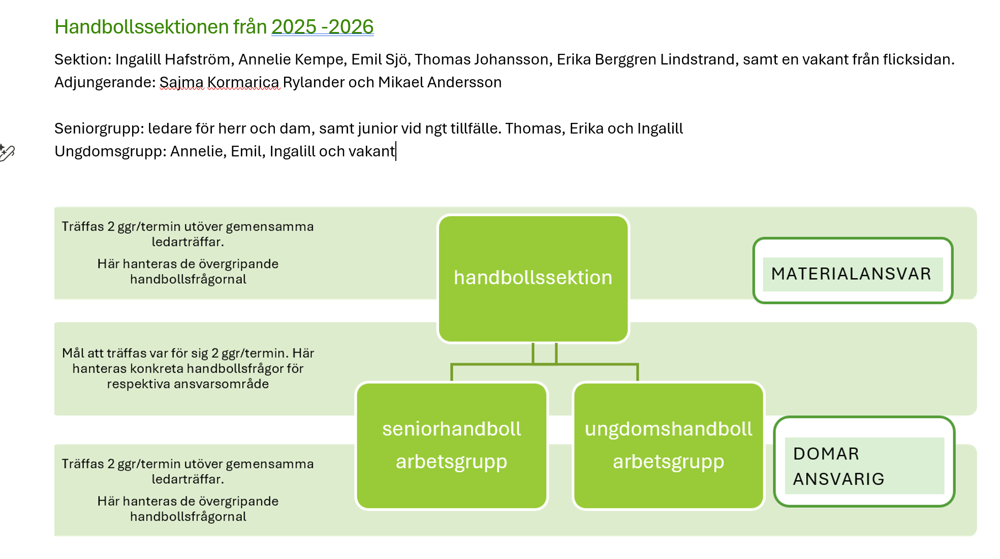 Handbollssektionen från 2025 -2026
Sektion: Ingalill Hafström, Annelie Kempe, Emil Sjö, Thomas Johansson, Erika Berggren Lindstrand, samt en vakant från flicksidan.
Adjungerande: Sajma Kormarica Rylander och Mikael Andersson
Seniorgrupp: ledare för herr och dam, samt junior vid ngt tillfälle. Thomas, Erika och Ingalill
Ungdomsgrupp: Annelie, Emil, Ingalill och vakant
Träffas 2 ggr/termin utöver gemensamma
ledarträffar.
Här hanteras de övergripande
handbollsfrågornal
handbollssektion
MATERIALANSVAR
Mål att träffas var för sig 2 ggr/termin. Här
hanteras konkreta handbollsfrågor för
respektiva ansvarsområde
seniorhandboll
arbetsgrupp
ungdomshandboll
arbetsgrupp
DOMAR
ANSVARIG
Träffas 2 ggr/termin utöver gemensamma
ledarträffar.
Här hanteras de övergripande
handbollsfrågornal